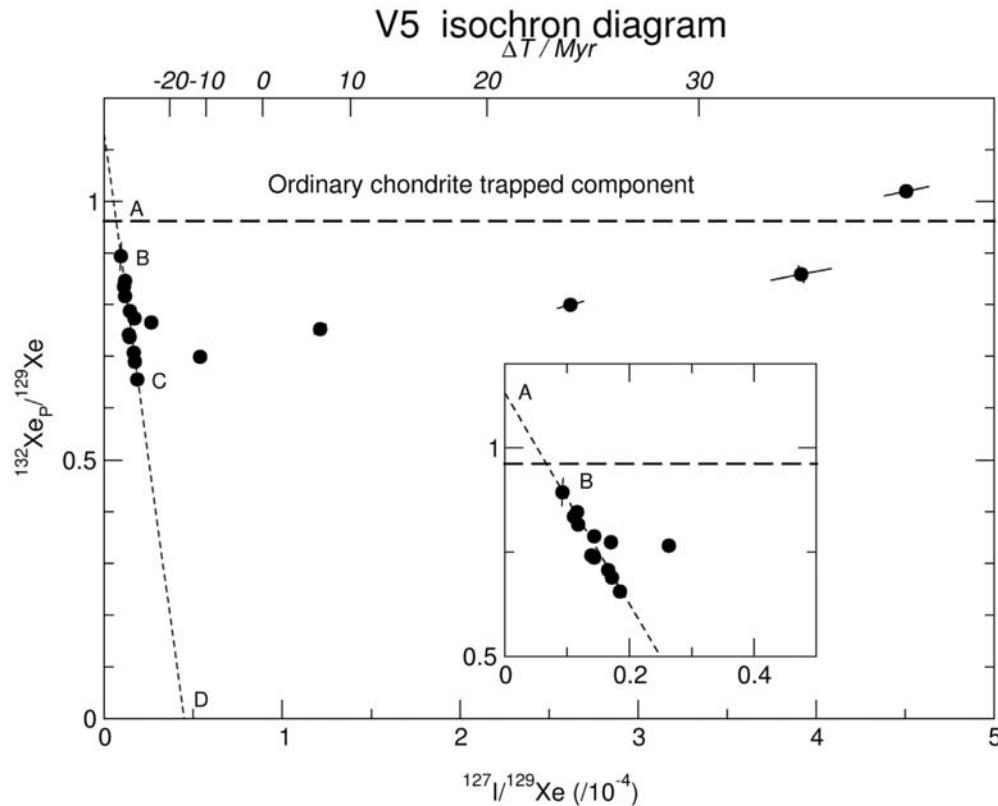 V5 isochron diagram
ΔT / Myr
-20 -10 0 10 20 30
Ordinary chondrite trapped component
1
A
B
C
0.5
0
D
132XeP/129Xe
A
1
B
0.5
0 0.2 0.4
0 1 2 3 4 5
127I/129Xe (/10-4)